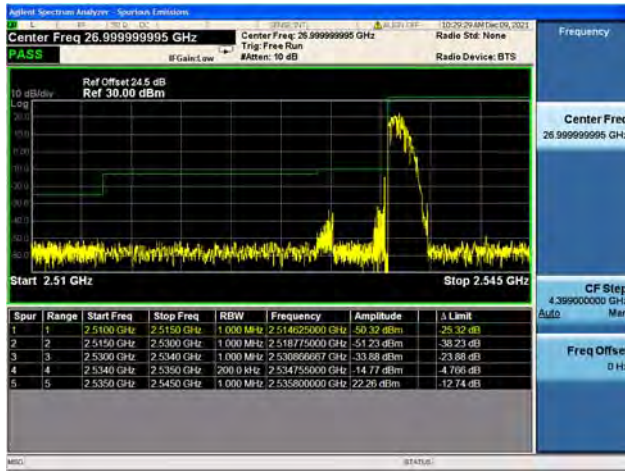 Agilent Spectrum Analyzer - Spurious Emissions
10:29:29 AM Dec 09, 2021
Center Freq 26.999999995 GHz
Center Freq: 26.999999995 GHz
Radio Std: None
Trig: Free Run
PASS
IFGain:Low
#Atten: 10 dB
Radio Device: BTS
Frequency
Ref Offset 24.5 dB
10 dB/div
Ref 30.00 dBm
Log
Center Freq
26.999999995 GHz
Start 2.51 GHz
Stop 2.545 GHz
CF Step
4.399000000 GHz
Auto Man
Spur Range Start Freq Stop Freq RBW Frequency Amplitude Δ Limit
1 1 2.5100 GHz 2.5150 GHz 1.000 MHz 2.514625000 GHz -50.32 dBm -25.32 dB
2 2 2.5150 GHz 2.5300 GHz 1.000 MHz 2.518775000 GHz -51.23 dBm -38.23 dB
3 3 2.5300 GHz 2.5340 GHz 1.000 MHz 2.530866667 GHz -33.88 dBm -23.88 dB
4 4 2.5340 GHz 2.5350 GHz 200.0 kHz 2.534755000 GHz -14.77 dBm -4.766 dB
5 5 2.5350 GHz 2.5450 GHz 1.000 MHz 2.535800000 GHz 22.26 dBm -12.74 dB
Freq Offset
0 Hz
MSG
STATUS